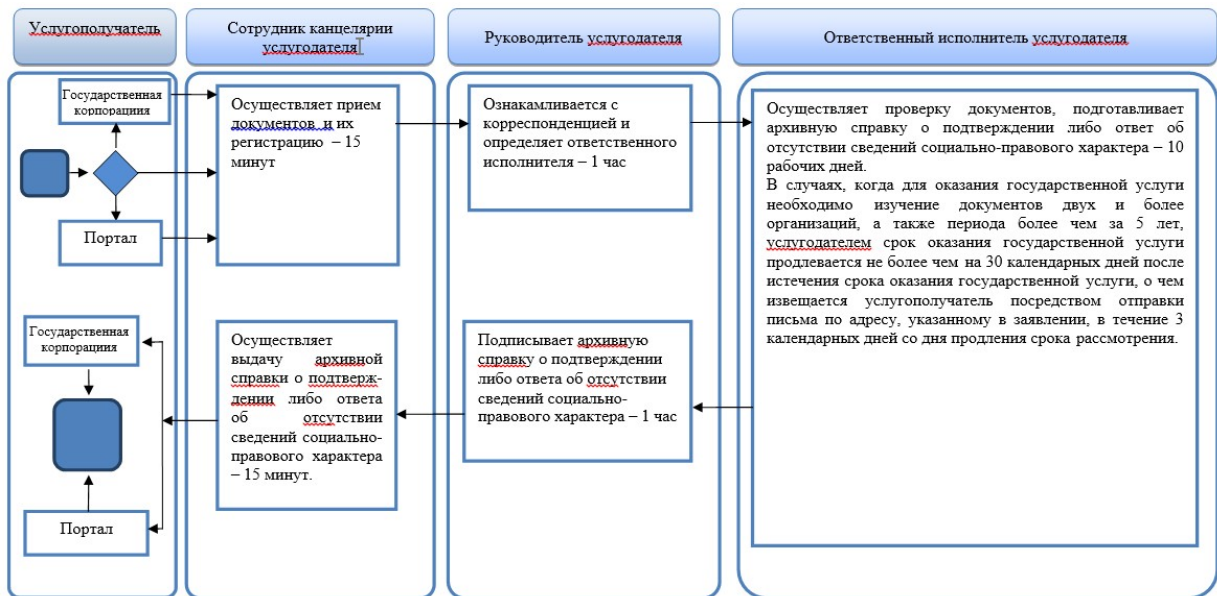 Услугополучатель
Сотрудник канцелярии
услугодателя
Руководитель услугодателя
Ответственный исполнитель услугодателя
Государственная
корпорациия
Портал
Осуществляет прием
документов и их
регистрацию – 15
минут
Ознакамливается с
корреспонденцией и
определяет ответственного
исполнителя – 1 час
Осуществляет проверку документов, подготавливает
архивную справку о подтверждении либо ответ об
отсутствии сведений социально-правового характера – 10
рабочих дней.
В случаях, когда для оказания государственной услуги
необходимо изучение документов двух и более
организаций, а также периода более чем за 5 лет,
услугодателем срок оказания государственной услуги
продлевается не более чем на 30 календарных дней после
истечения срока оказания государственной услуги, о чем
извещается услугополучатель посредством отправки
письма по адресу, указанному в заявлении, в течение 3
календарных дней со дня продления срока рассмотрения.
Государственная
корпорациия
Портал
Осуществляет
выдачу архивной
справки о подтверж-
дении либо ответа
об отсутствии
сведений социально-
правового характера
– 15 минут.
Подписывает архивную
справку о подтверждении
либо ответа об отсутствии
сведений социально-
правового характера – 1 час